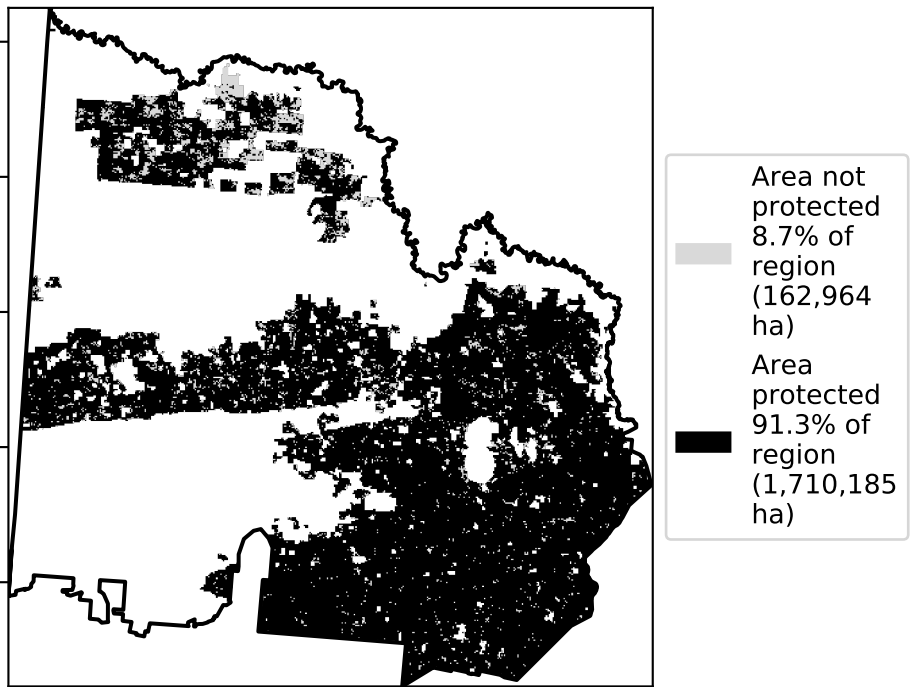 Area not
protected
8.7% of
region
(162,964
ha)
Area
protected
91.3% of
region
(1,710,185
ha)